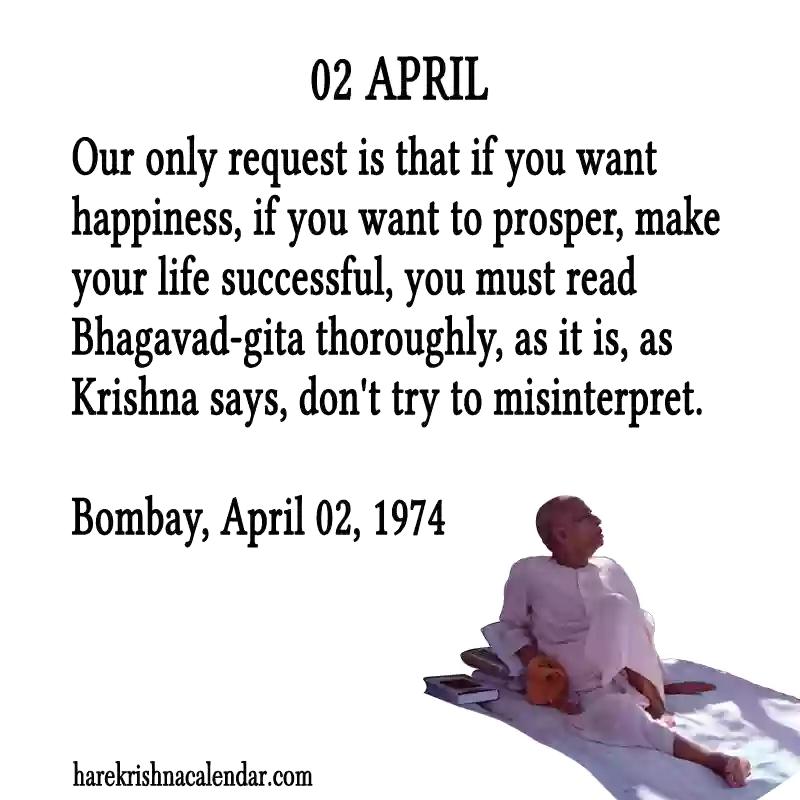 02 APRIL
Our only request is that if you want
happiness, if you want to prosper, make
your life successful, you must read
Bhagavad-gita thoroughly, as it is, as
Krishna says, don't try to misinterpret.
Bombay, April 02, 1974
harekrishnacalendar.com